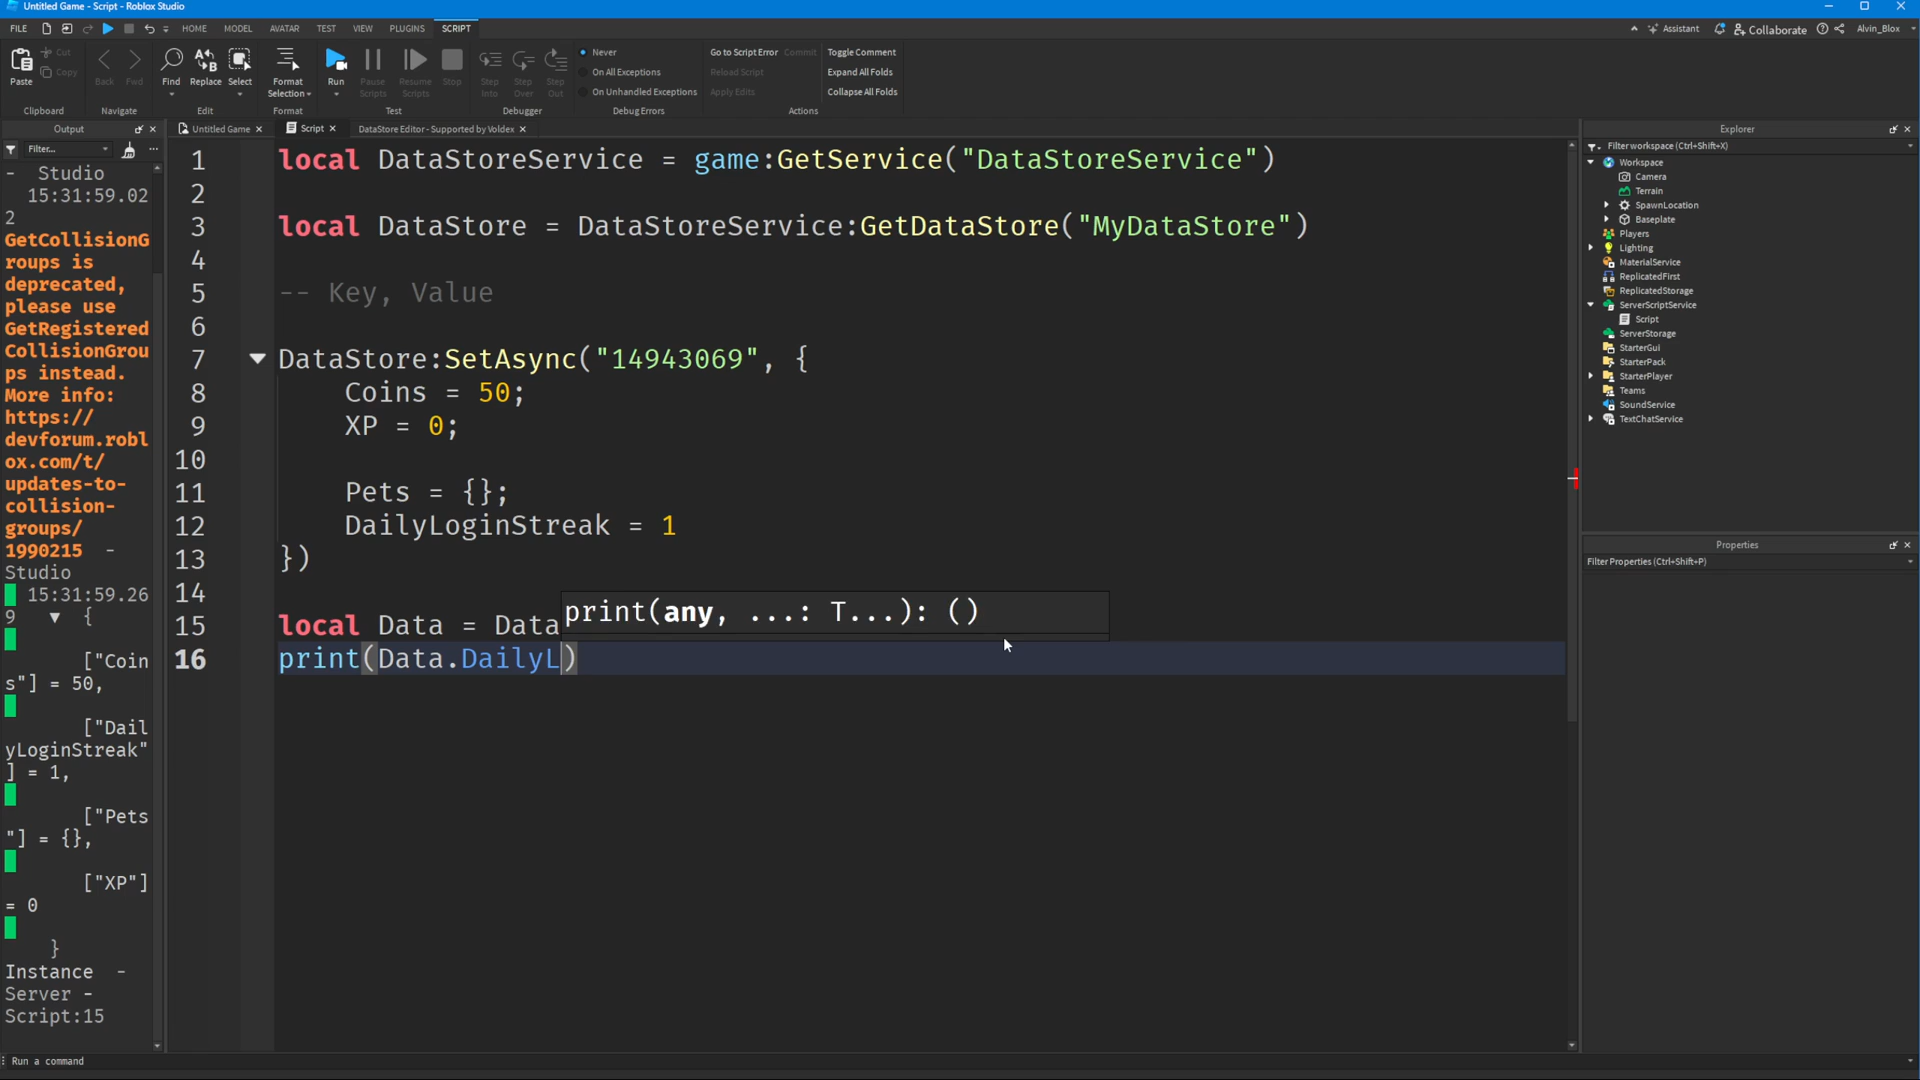 Untitled Game - Script - Roblox Studio
FILE HOME MODEL AVATAR TEST VIEW PLUGINS SCRIPT Assistant Collaborate Alvin_Blox
Paste Cut Copy Back Fwd Find Replace Select Format Selection Run Pause Scripts Resume Scripts Stop Step Into Step Over Step Out
Never Go to Script Error Commit Toggle Comment
On All Exceptions Reload Script Expand All Folds
On Unhandled Exceptions Apply Edits Collapse All Folds
Clipboard Navigate Edit Format Test Debugger Debug Errors Actions
Output
Filter...
- Studio
15:31:59.02
2
GetCollisionG
roups is
deprecated,
please use
GetRegistered
CollisionGrou
ps instead.
More info:
https://
devforum.robl
ox.com/t/
updates-to-
collision-
groups/
1990215 -
Studio
15:31:59.26
9 ▼ {
["Coin
s"] = 50,
["Dail
yLoginStreak"
] = 1,
["Pets
"] = {},
["XP"]
= 0
}
Instance -
Server -
Script:15
Untitled Game × Script × DataStore Editor - Supported by Voldex ×
1 local DataStoreService = game:GetService("DataStoreService")
2
3 local DataStore = DataStoreService:GetDataStore("MyDataStore")
4
5 -- Key, Value
6
7 DataStore:SetAsync("14943069", {
8 Coins = 50;
9 XP = 0;
10
11 Pets = {};
12 DailyLoginStreak = 1
13 })
14
print(any, ...: T...): ()
15 local Data = Data
16 print(Data.DailyL)
Explorer
Filter workspace (Ctrl+Shift+X)
Workspace
Camera
Terrain
SpawnLocation
Baseplate
Players
Lighting
MaterialService
ReplicatedFirst
ReplicatedStorage
ServerScriptService
Script
ServerStorage
StarterGui
StarterPack
StarterPlayer
Teams
SoundService
TextChatService
Properties
Filter Properties (Ctrl+Shift+P)
Run a command